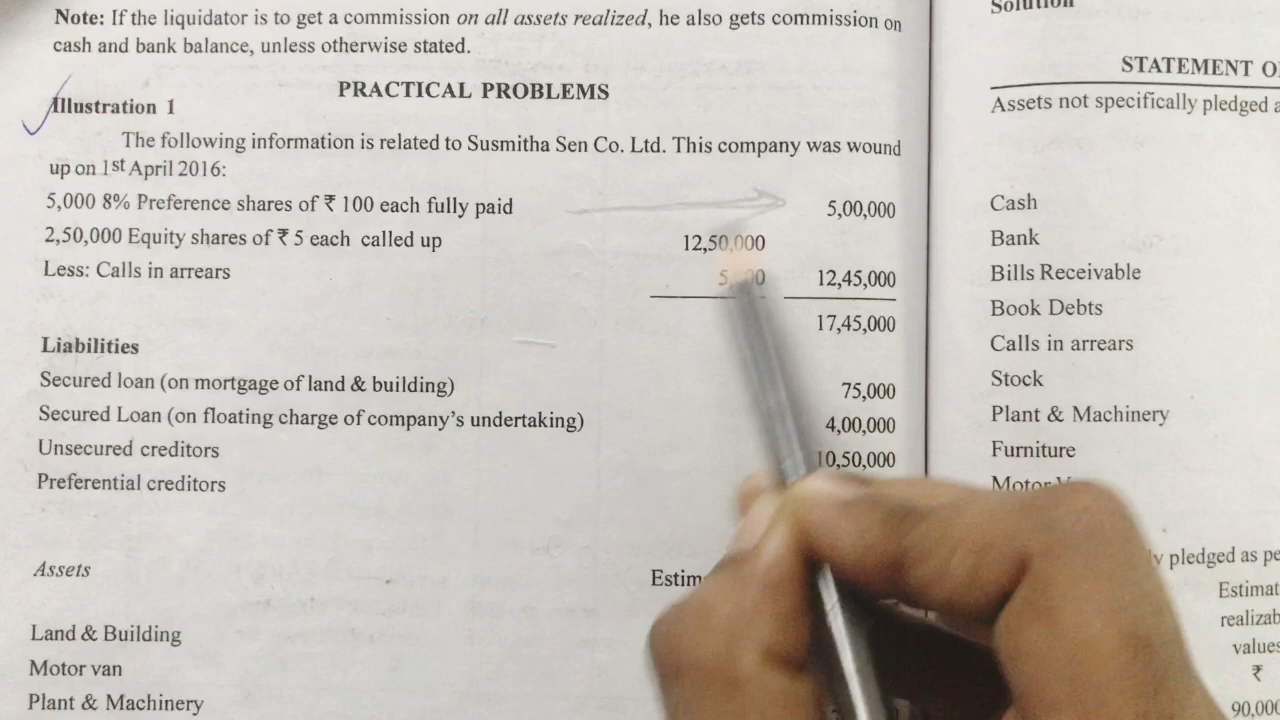 Note: If the liquidator is to get a commission on all assets realized, he also gets commission on
cash and bank balance, unless otherwise stated.
PRACTICAL PROBLEMS
Illustration 1
The following information is related to Susmitha Sen Co. Ltd. This company was wound
up on 1st April 2016:
5,000 8% Preference shares of ₹ 100 each fully paid 5,00,000
2,50,000 Equity shares of ₹ 5 each called up 12,50,000
Less: Calls in arrears 12,45,000
17,45,000
Liabilities
Secured loan (on mortgage of land & building) 75,000
Secured Loan (on floating charge of company's undertaking) 4,00,000
Unsecured creditors 10,50,000
Preferential creditors
Assets
Land & Building
Motor van
Plant & Machinery
Solution
STATEMENT
Assets not specifically pledged
Cash
Bank
Bills Receivable
Book Debts
Calls in arrears
Stock
Plant & Machinery
Furniture
pledged as
values
₹